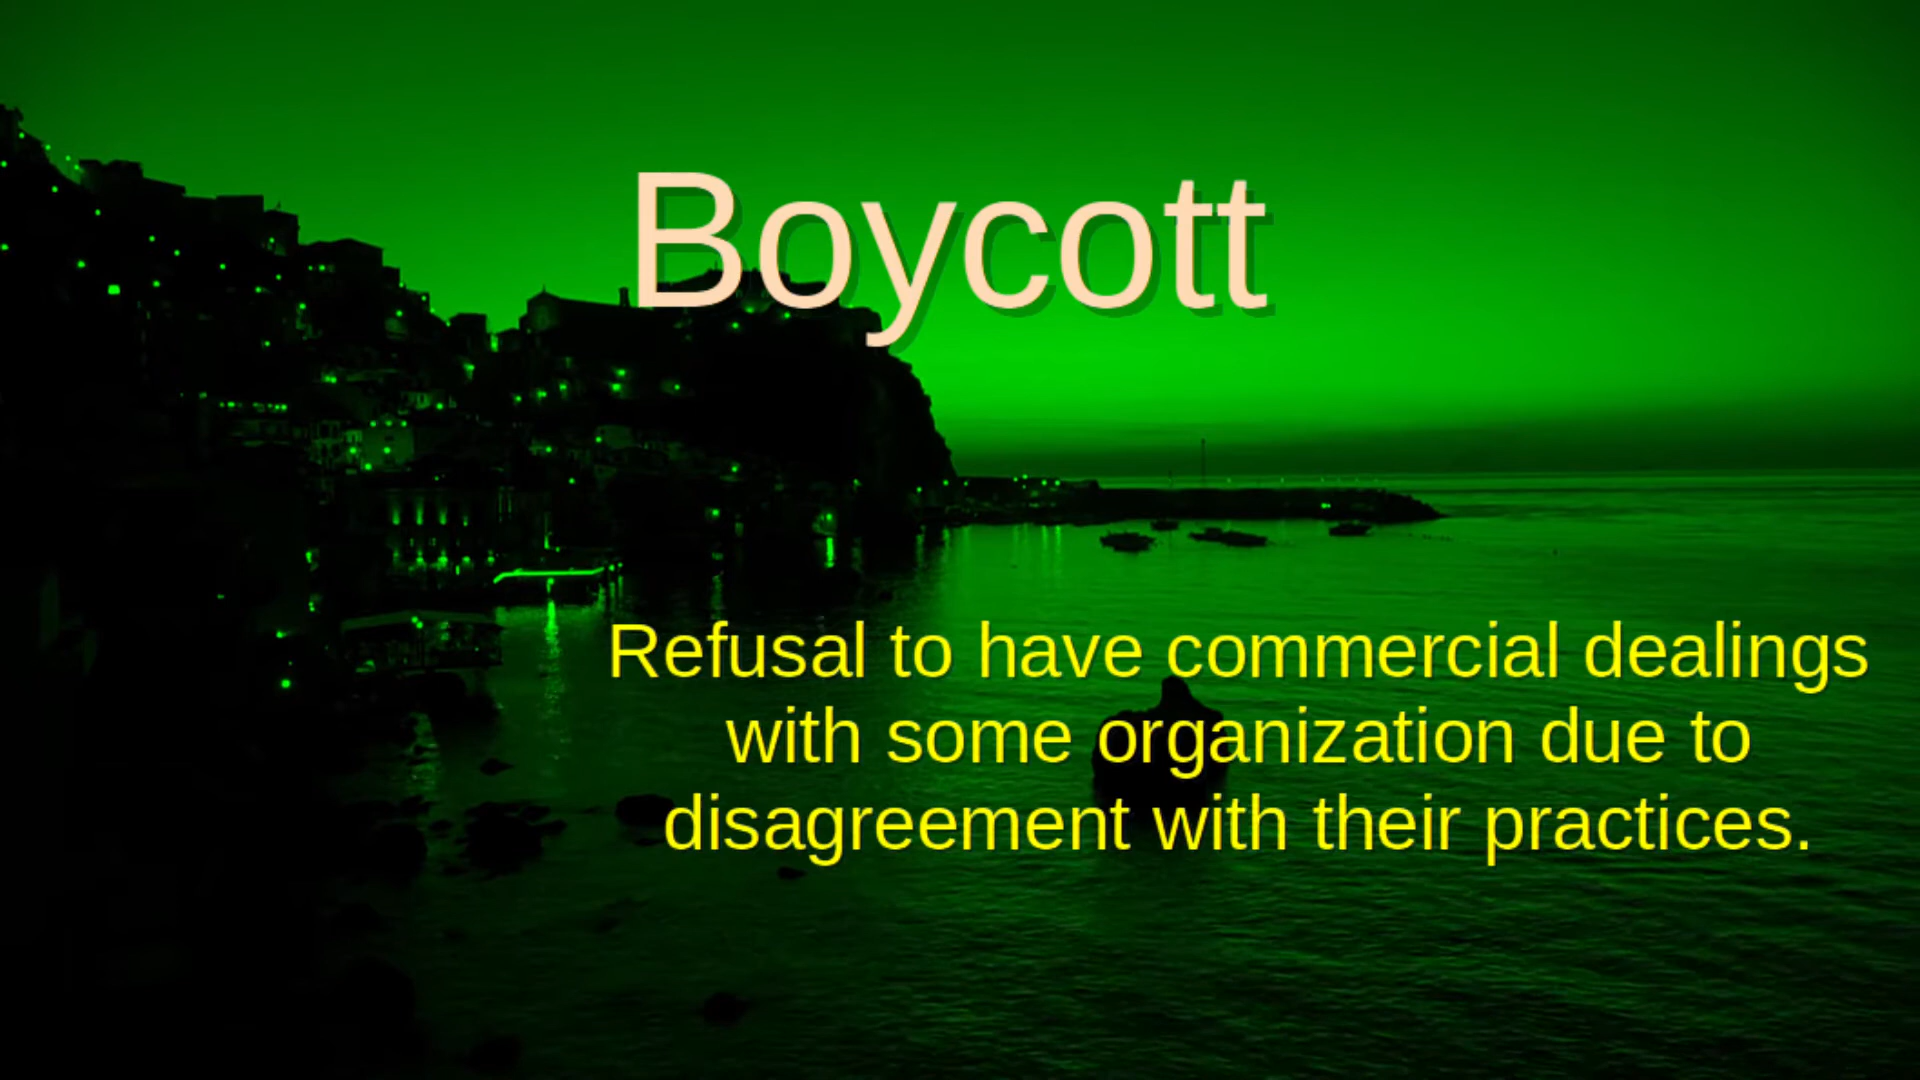 Boycott
Refusal to have commercial dealings
with some organization due to
disagreement with their practices.